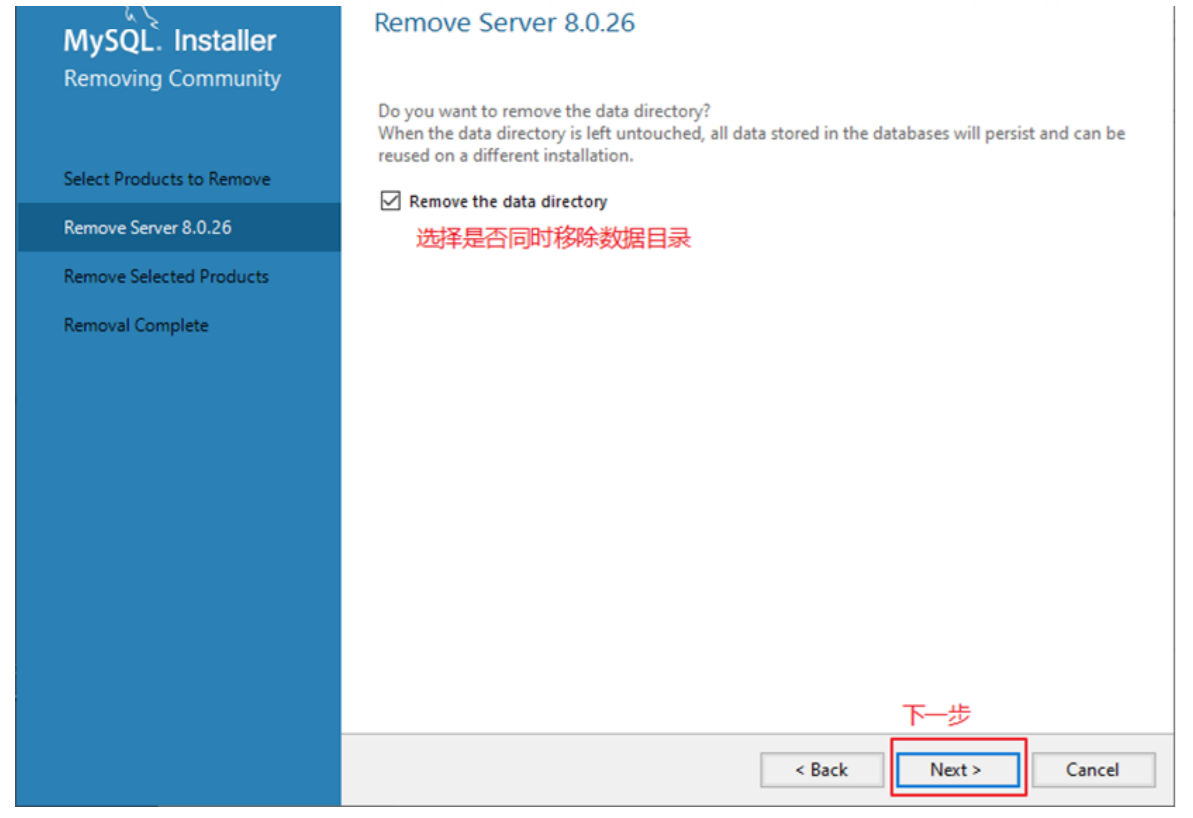 MySQL. Installer
Removing Community
Select Products to Remove
Remove Server 8.0.26
Remove Selected Products
Removal Complete
Remove Server 8.0.26
Do you want to remove the data directory?
When the data directory is left untouched, all data stored in the databases will persist and can be
reused on a different installation.
Remove the data directory
选择是否同时移除数据目录
下一步
< Back
Next >
Cancel